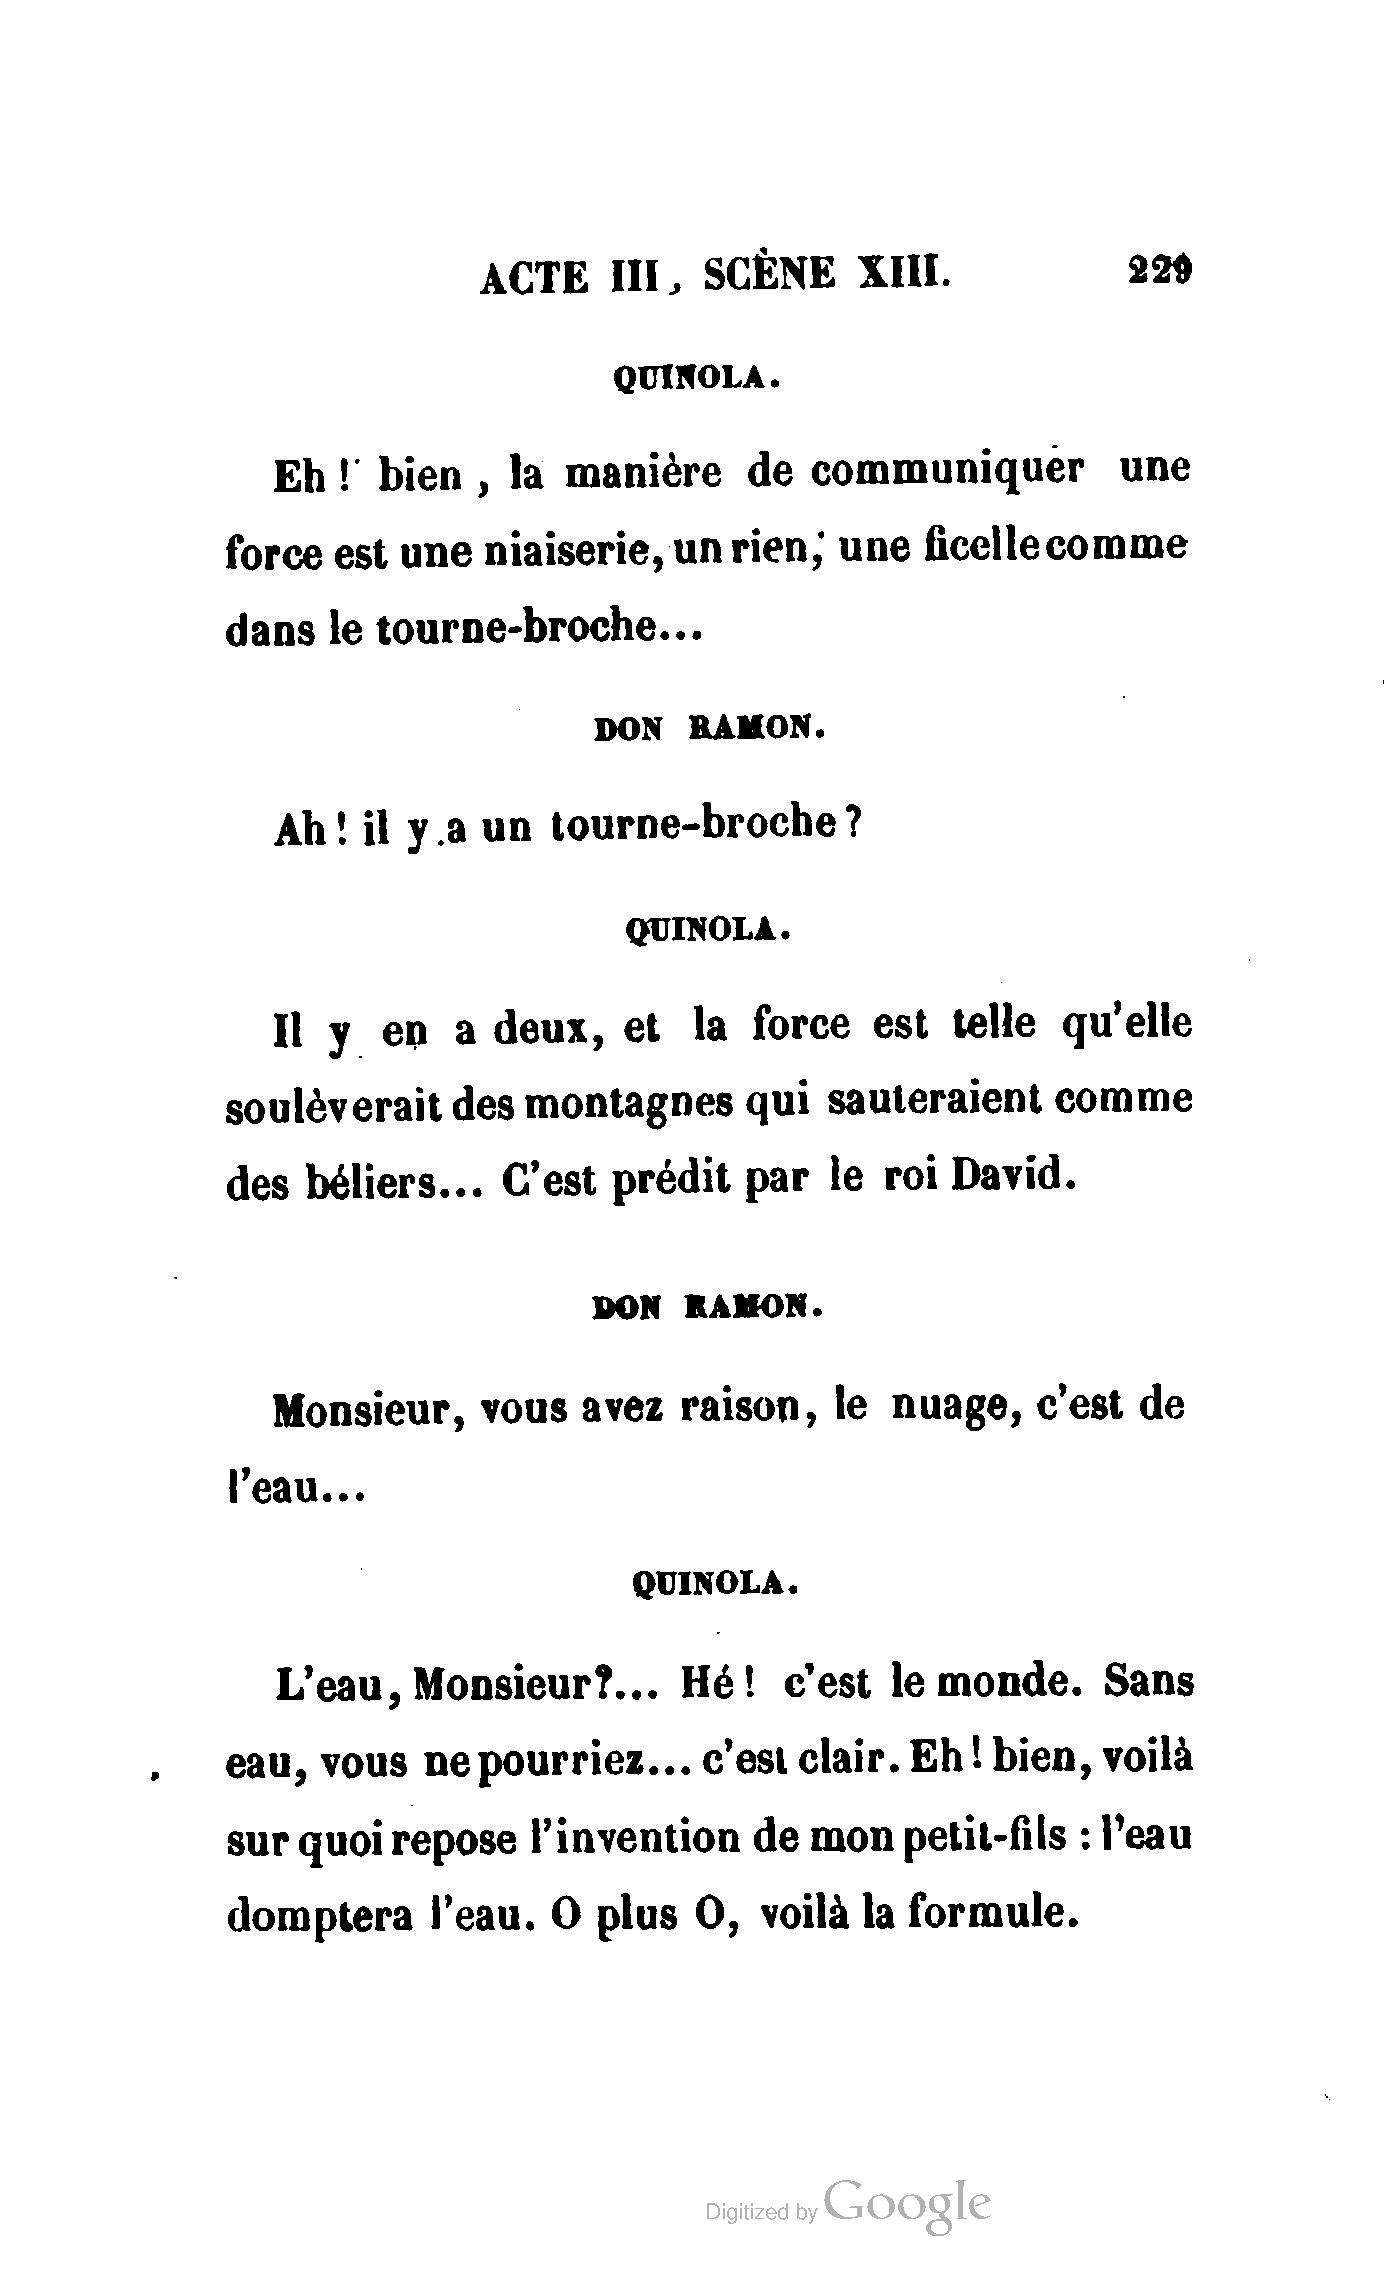 ACTE III, SCÈNE XIII. 229
QUINOLA.
Eh ! bien , la manière de communiquer une
force est une niaiserie, un rien, une ficelle comme
dans le tourne-broche...
DON RAMON.
Ah ! il y a un tourne-broche ?
QUINOLA.
Il y en a deux, et la force est telle qu'elle
soulèverait des montagnes qui sauteraient comme
des béliers... C'est prédit par le roi David.
DON RAMON.
Monsieur, vous avez raison, le nuage, c'est de
l'eau...
QUINOLA.
L'eau, Monsieur?... Hé ! c'est le monde. Sans
eau, vous ne pourriez... c'est clair. Eh ! bien, voilà
sur quoi repose l'invention de mon petit-fils : l'eau
domptera l'eau. O plus O, voilà la formule.
Digitized by Google